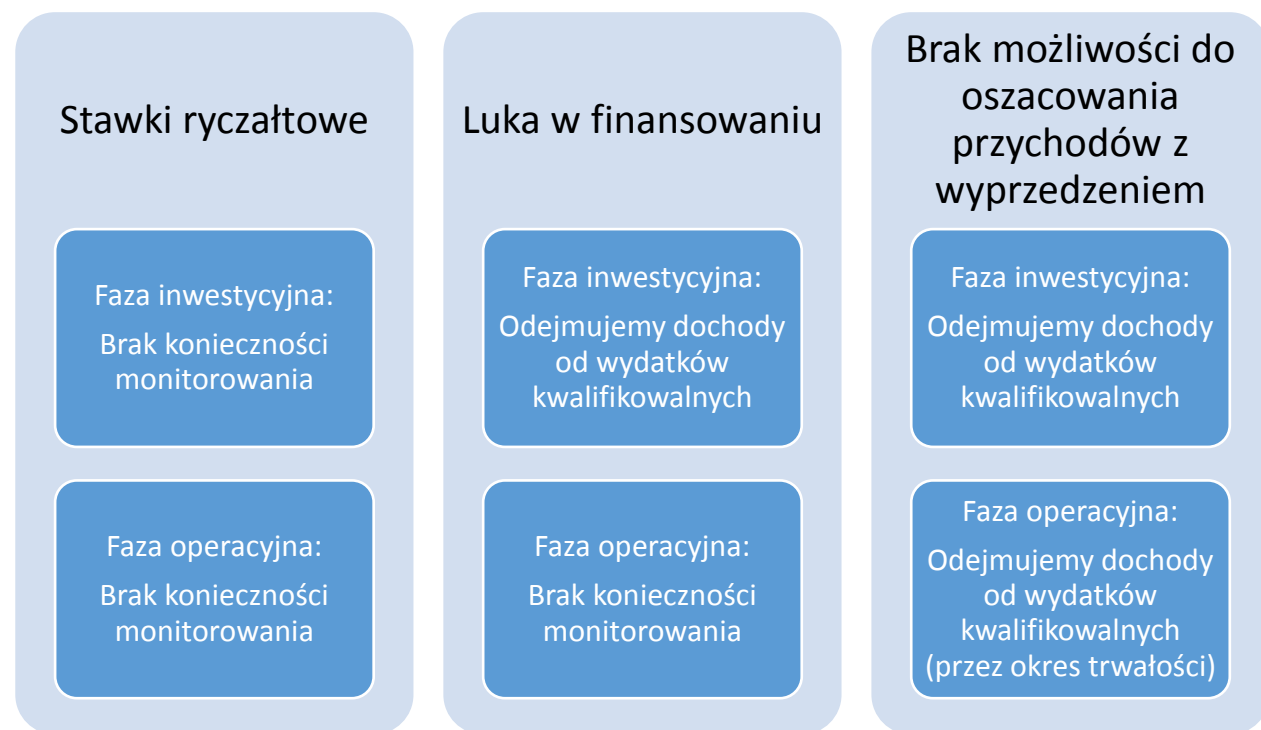 Stawki ryczałtowe
Faza inwestycyjna:
Brak konieczności
monitorowania
Faza operacyjna:
Brak konieczności
monitorowania
Luka w finansowaniu
Faza inwestycyjna:
Odejmujemy dochody
od wydatków
kwalifikowalnych
Faza operacyjna:
Brak konieczności
monitorowania
Brak możliwości do
oszacowania
przychodów z
wyprzedzeniem
Faza inwestycyjna:
Odejmujemy dochody
od wydatków
kwalifikowalnych
Faza operacyjna:
Odejmujemy dochody
od wydatków
kwalifikowalnych
(przez okres trwałości)